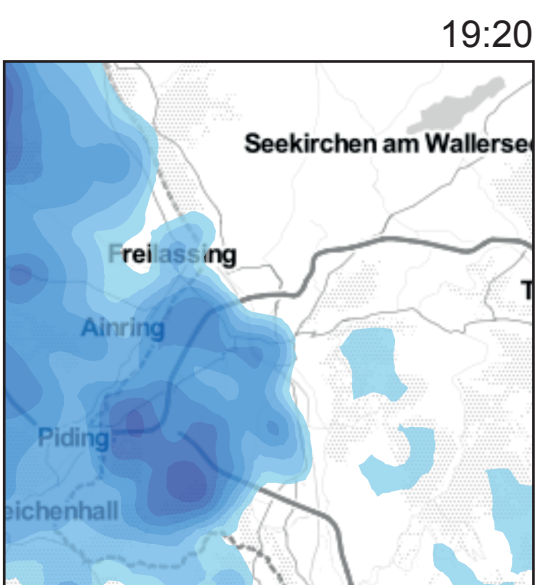 19:20
Seekirchen am Wallerse
Freilassing
T
Ainring
Piding
eichenhall